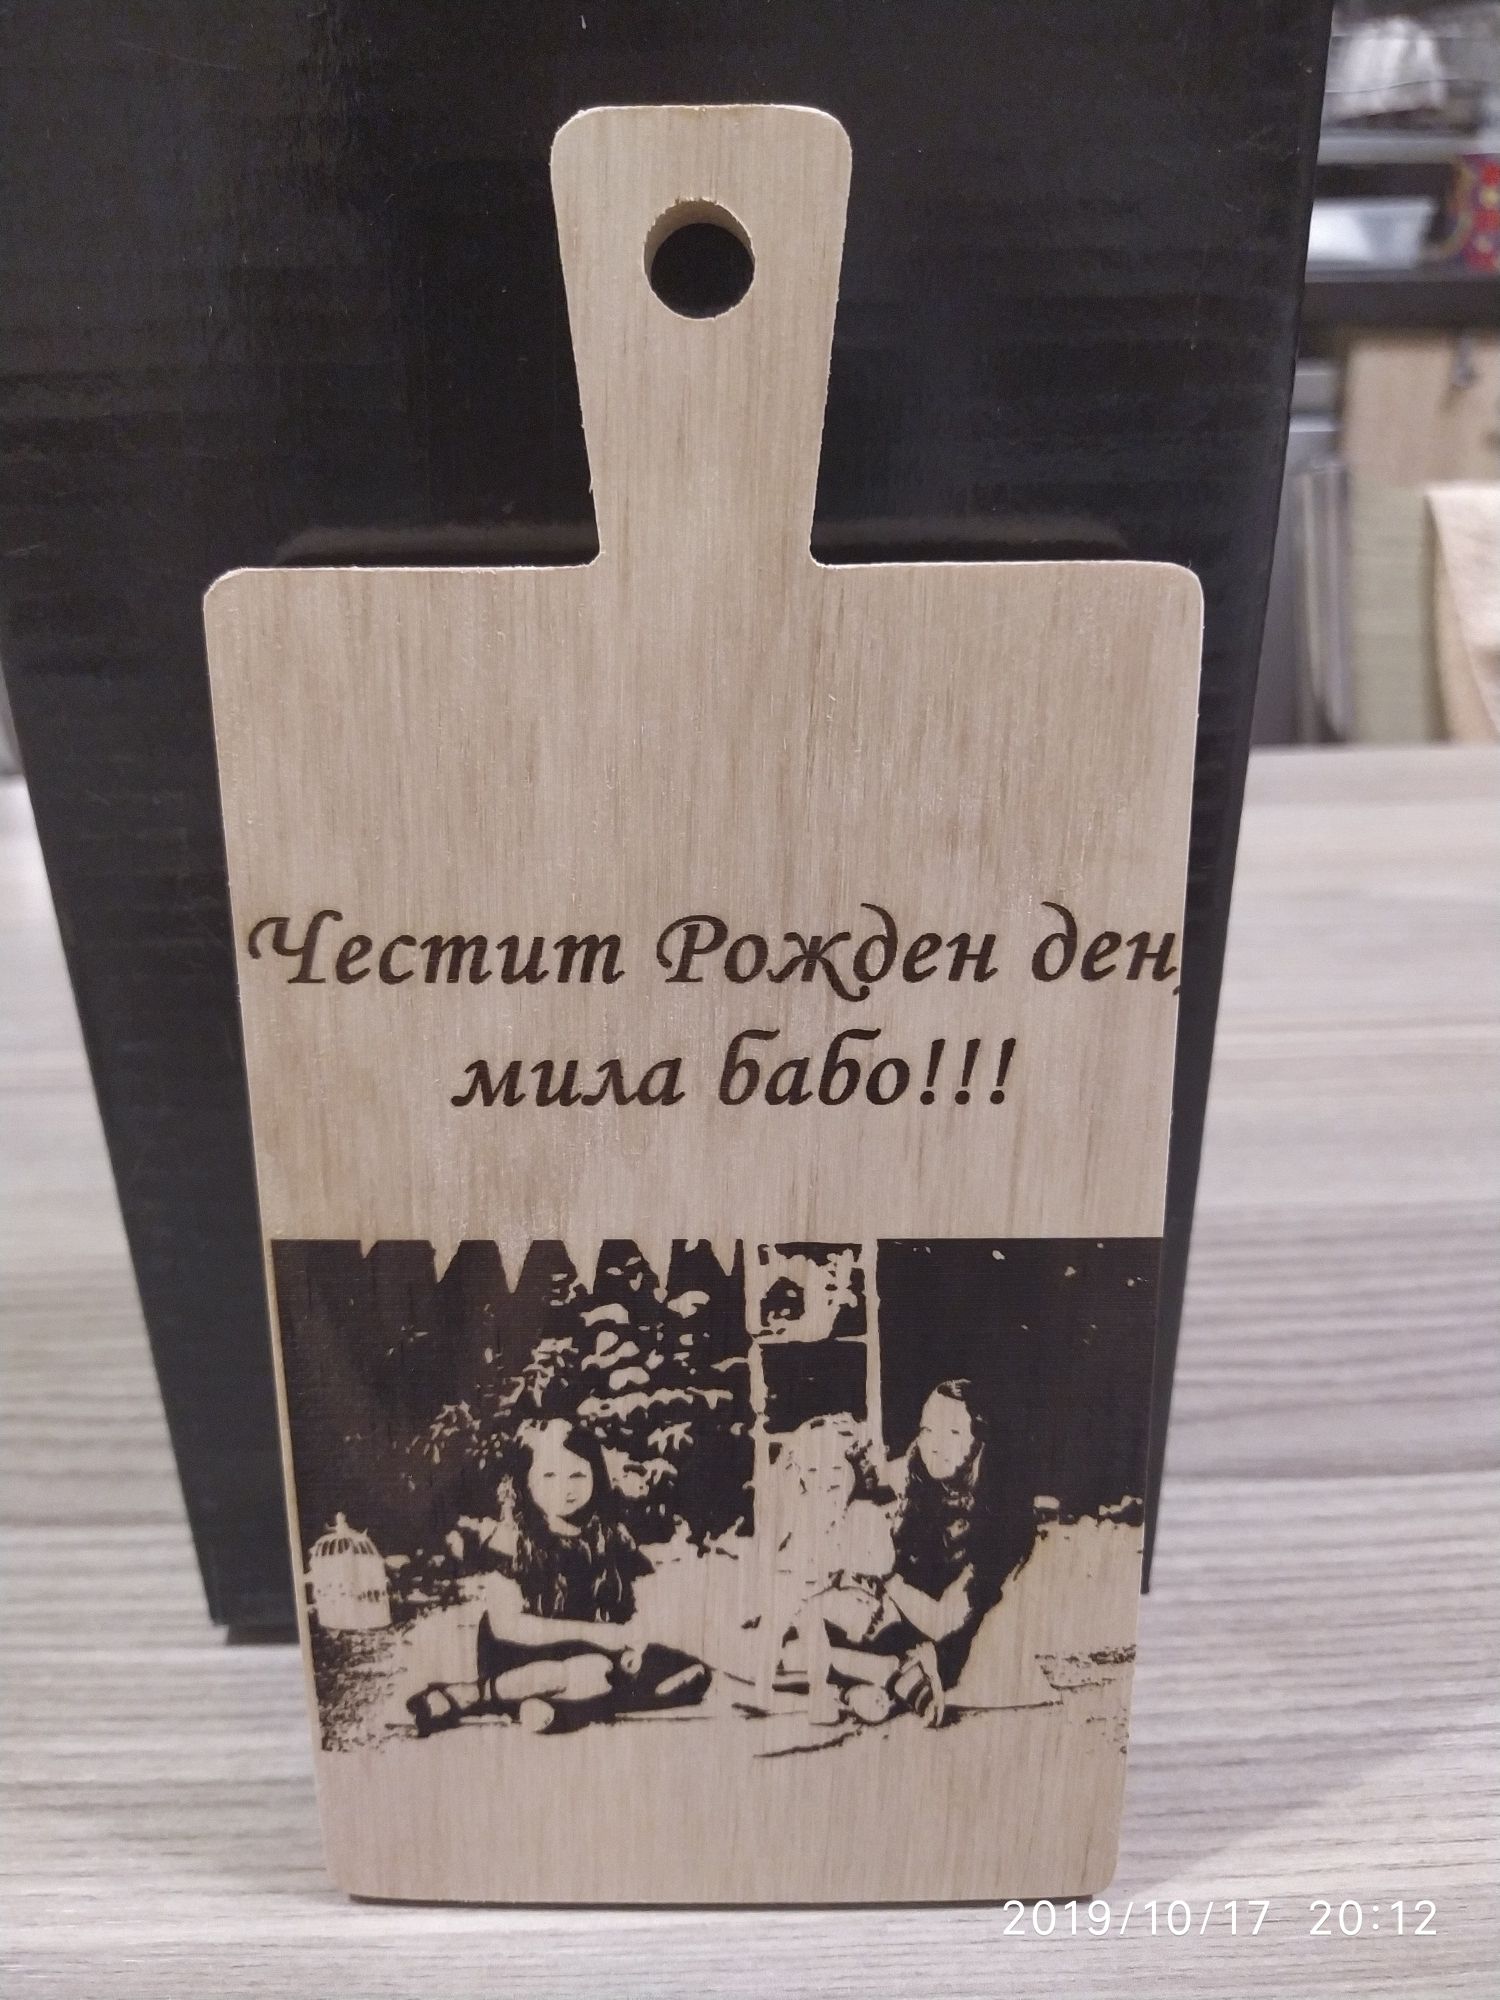 Честит Рожден ден,
мила бабо!!!
2019/10/17 20:12